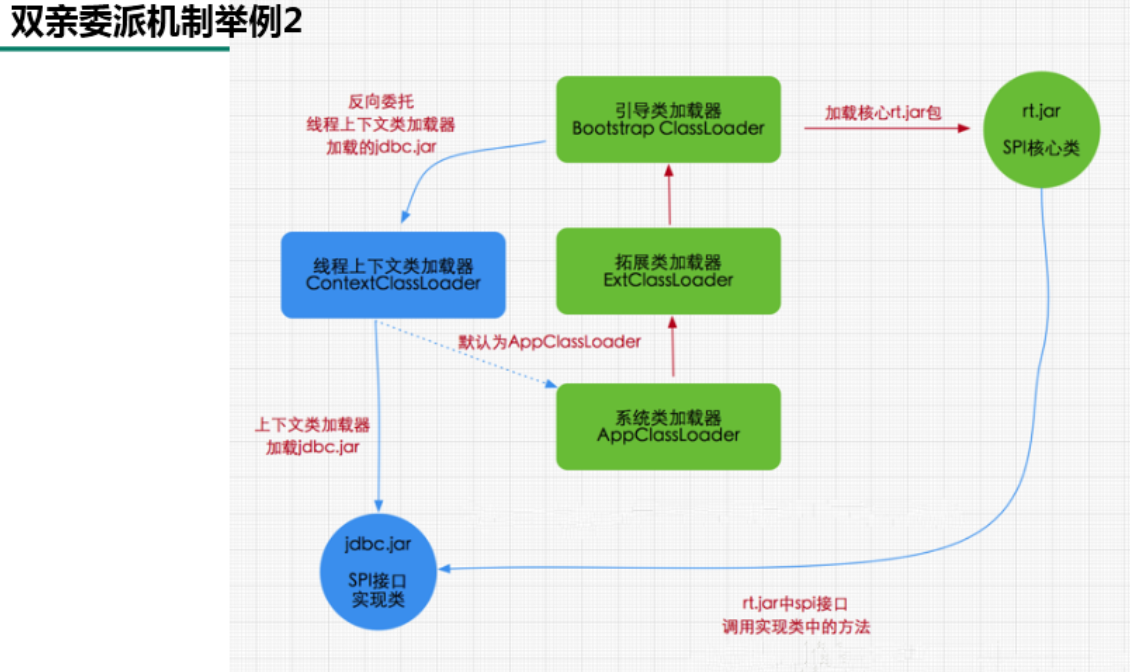 双亲委派机制举例2
反向委托
线程上下文类加载器
加载的jdbc.jar
引导类加载器
Bootstrap ClassLoader
加载核心rt.jar包
rt.jar
SPI核心类
线程上下文类加载器
ContextClassLoader
拓展类加载器
ExtClassLoader
默认为AppClassLoader
上下文类加载器
加载jdbc.jar
系统类加载器
AppClassLoader
jdbc.jar
SPI接口
实现类
rt.jar中spi接口
调用实现类中的方法